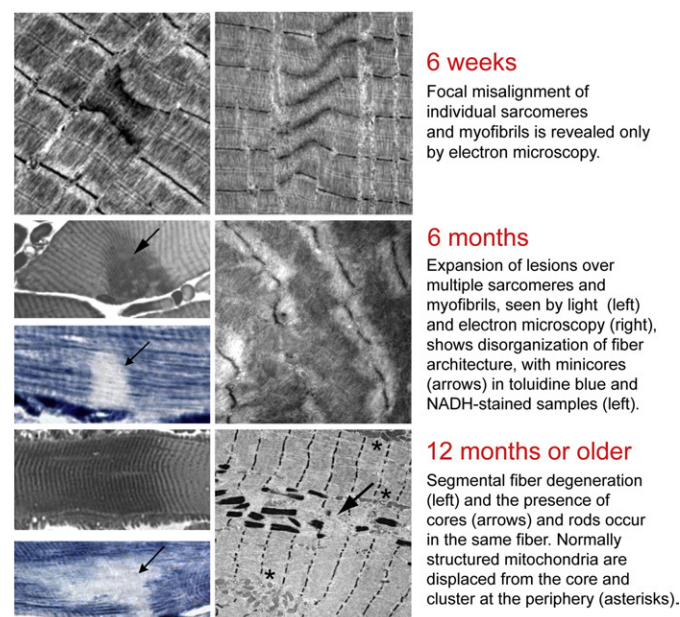 6 weeks
Focal misalignment of
individual sarcomeres
and myofibrils is revealed only
by electron microscopy.
6 months
Expansion of lesions over
multiple sarcomeres and
myofibrils, seen by light (left)
and electron microscopy (right),
shows disorganization of fiber
architecture, with minicores
(arrows) in toluidine blue and
NADH-stained samples (left).
12 months or older
Segmental fiber degeneration
(left) and the presence of
cores (arrows) and rods occur
in the same fiber. Normally
structured mitochondria are
displaced from the core and
cluster at the periphery (asterisks).